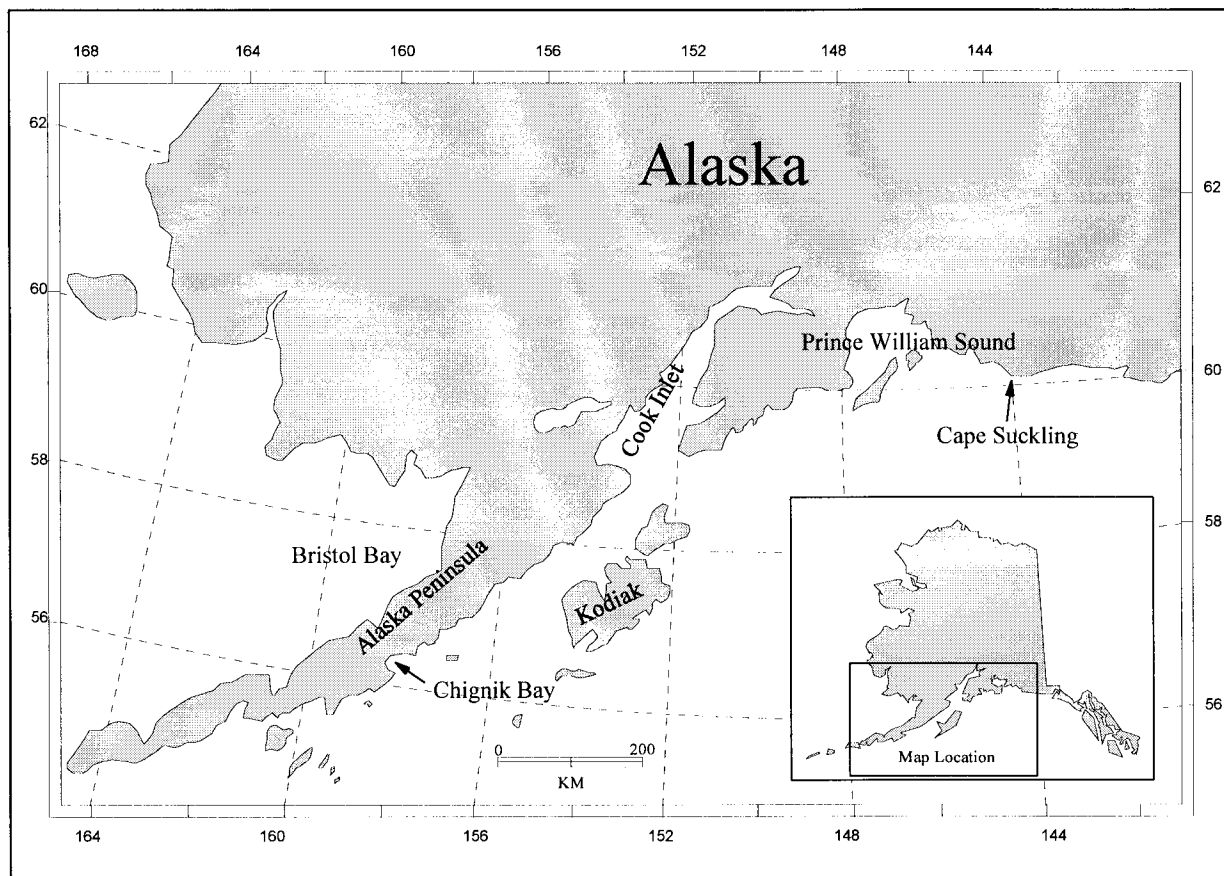 168 164 160 156 152 148 144
62
Alaska
62
60
Prince William Sound
60
Cook Inlet
Cape Suckling
58
58
Bristol Bay
Alaska Peninsula
Kodiak
56
Chignik Bay
56
0 200
KM
Map Location
164 160 156 152 148 144